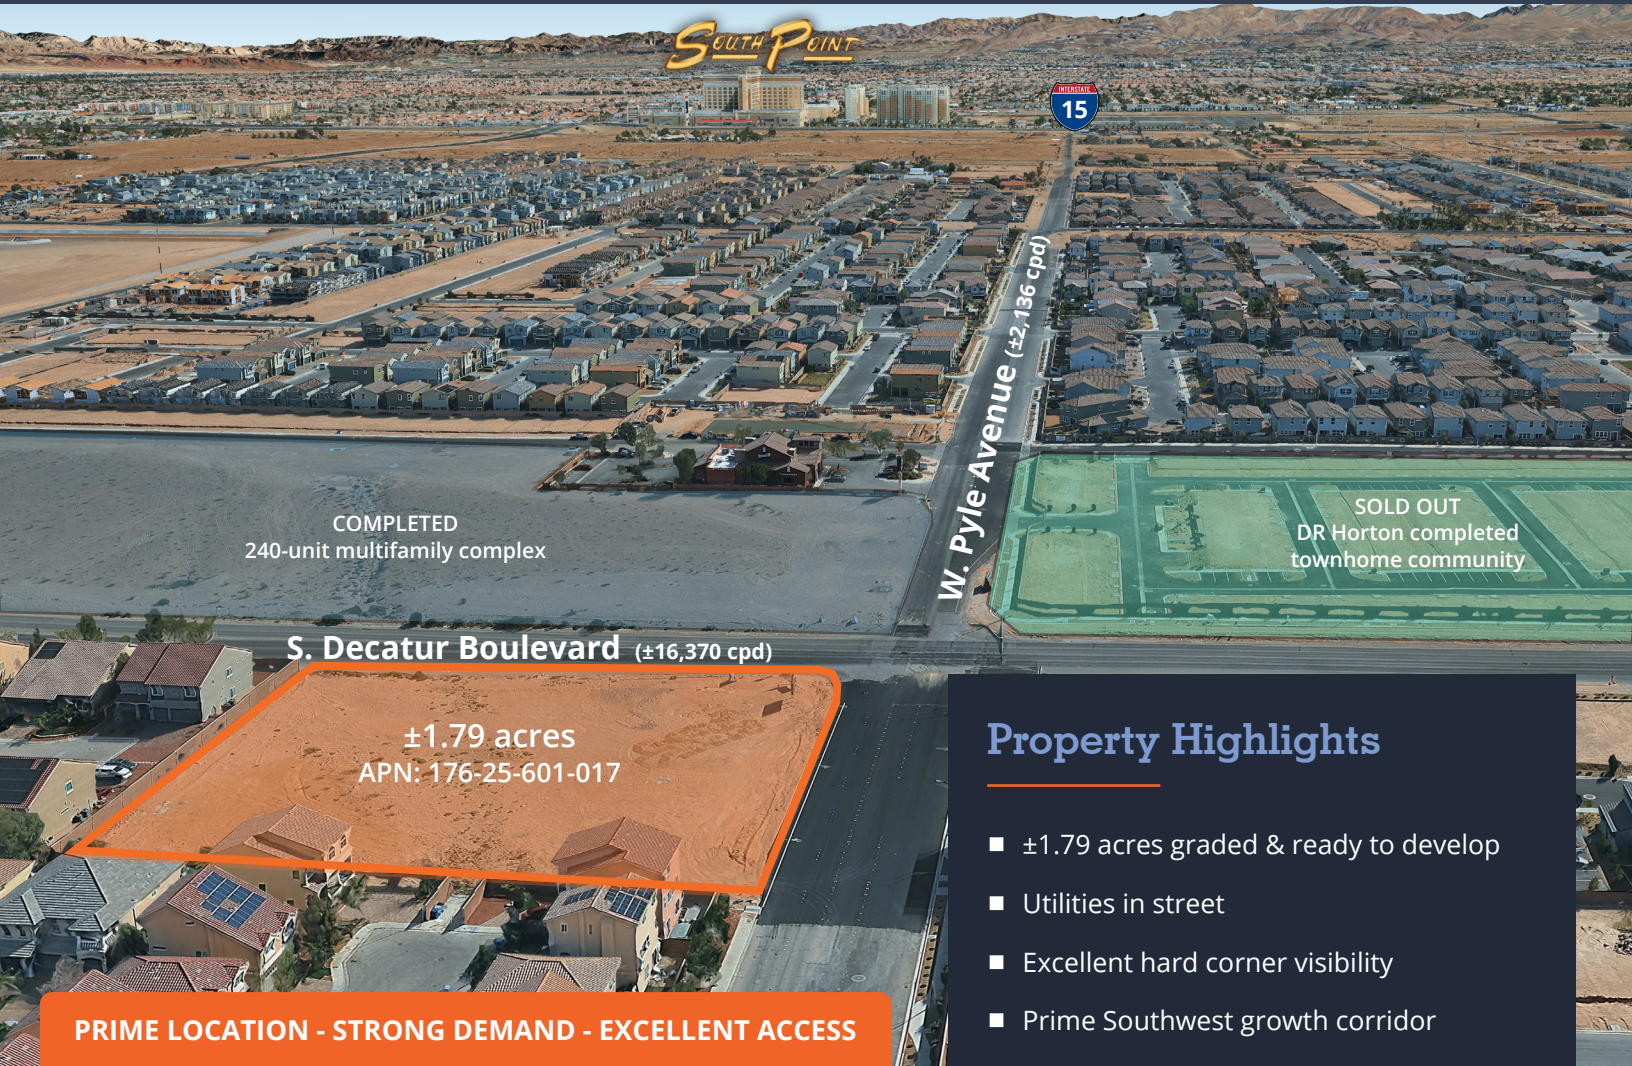 SOUTH POINT
INTERSTATE
15
W. Pyle Avenue (±2,136 cpd)
COMPLETED
240-unit multifamily complex
SOLD OUT
DR Horton completed
townhome community
S. Decatur Boulevard (±16,370 cpd)
±1.79 acres
APN: 176-25-601-017
Property Highlights
■ ±1.79 acres graded & ready to develop
■ Utilities in street
■ Excellent hard corner visibility
■ Prime Southwest growth corridor
PRIME LOCATION - STRONG DEMAND - EXCELLENT ACCESS